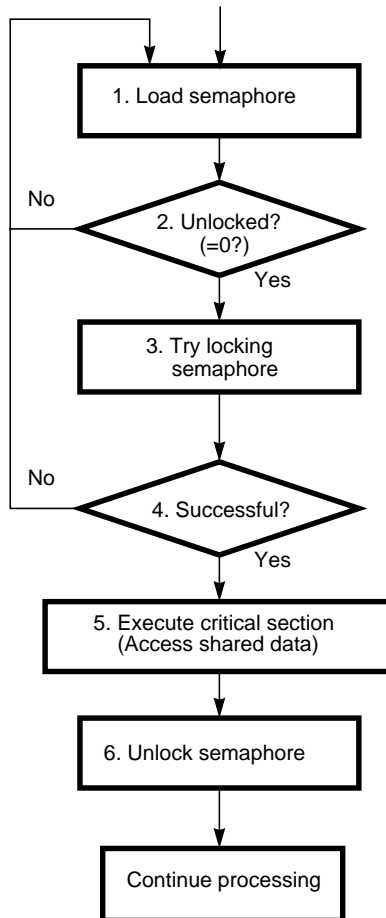 1. Load semaphore
No
2. Unlocked?
(=0?)
Yes
3. Try locking
semaphore
No
4. Successful?
Yes
5. Execute critical section
(Access shared data)
6. Unlock semaphore
Continue processing